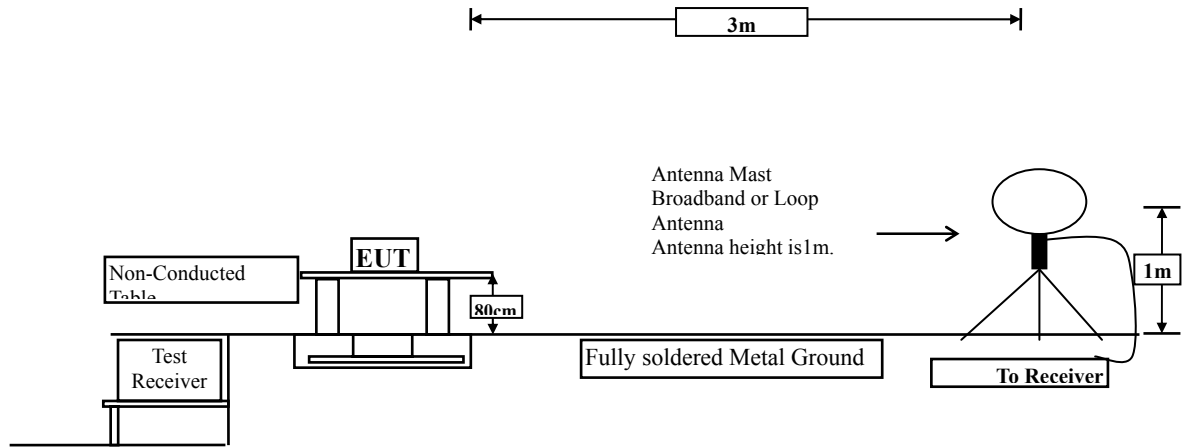 3m
Antenna Mast
Broadband or Loop
Antenna
Antenna height is1m.
EUT
Non-Conducted
Table
80cm
1m
Test
Receiver
Fully soldered Metal Ground
To Receiver